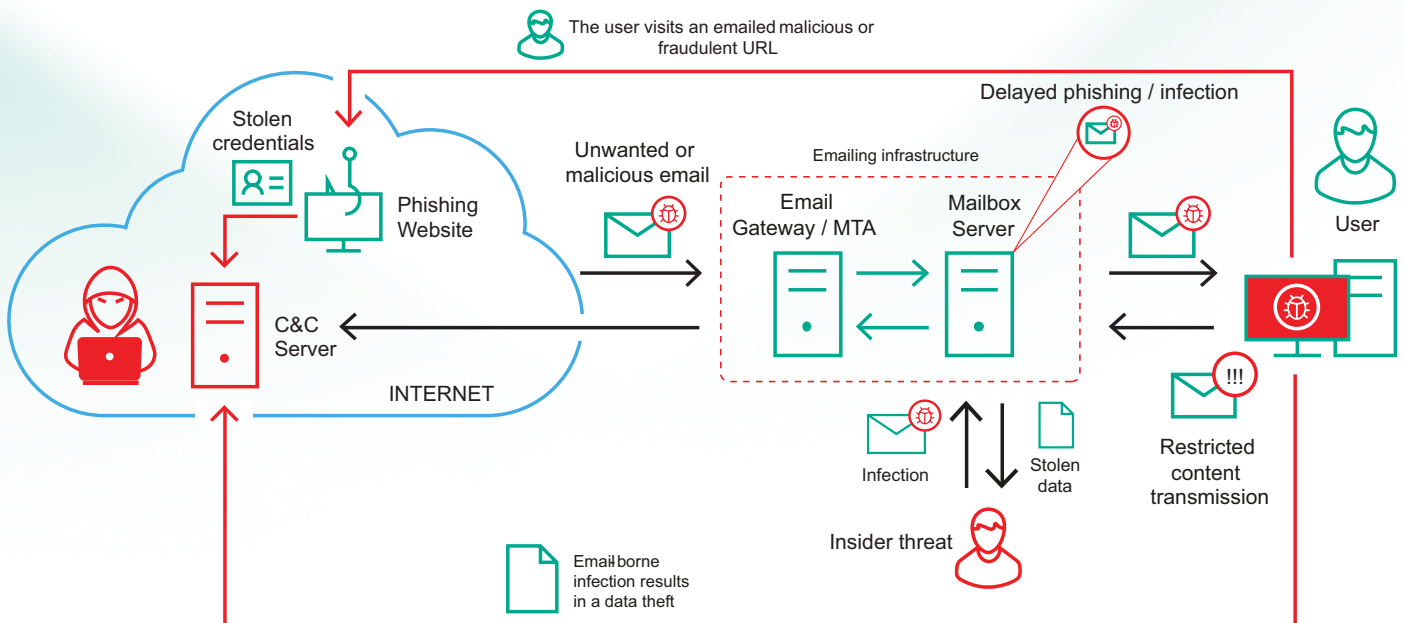 The user visits an emailed malicious or
fraudulent URL
Delayed phishing / infection
Stolen
credentials
Unwanted or
malicious email
Emailing infrastructure
Phishing
Website
Email
Gateway / MTA
Mailbox
Server
User
C&C
Server
INTERNET
!!!
Infection
Stolen
data
Restricted
content
transmission
Insider threat
Email-borne
infection results
in a data theft